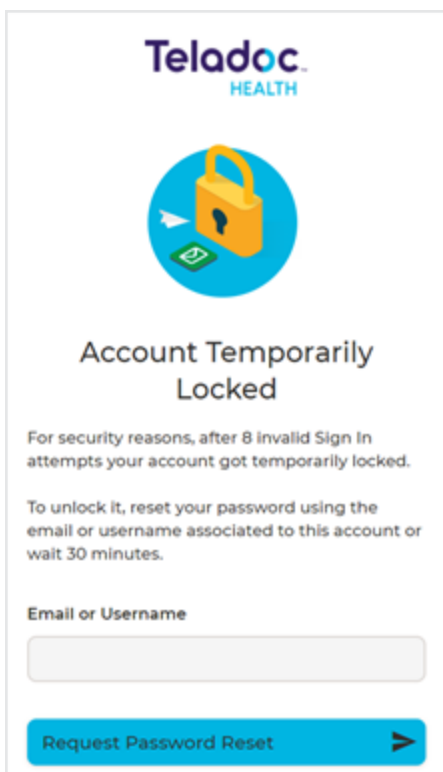 Teladoc™
HEALTH
Account Temporarily
Locked
For security reasons, after 8 invalid Sign In
attempts your account got temporarily locked.
To unlock it, reset your password using the
email or username associated to this account or
wait 30 minutes.
Email or Username
Request Password Reset